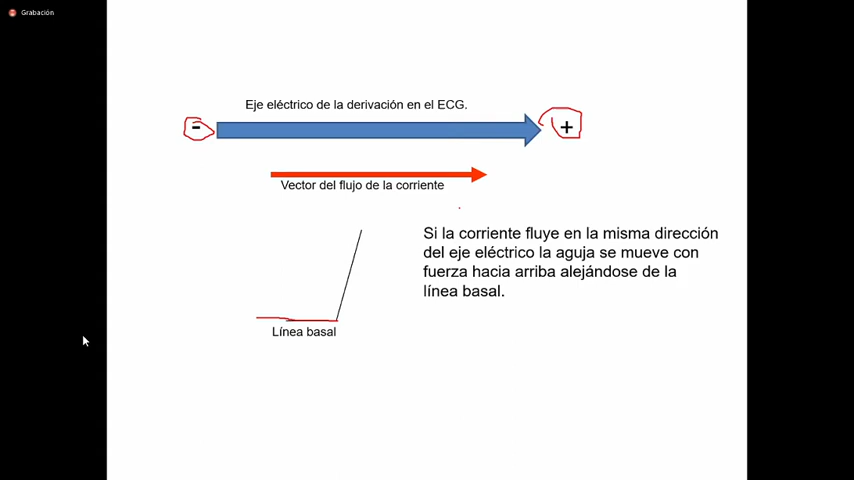 Grabación
Eje eléctrico de la derivación en el ECG.
- +
Vector del flujo de la corriente
Si la corriente fluye en la misma dirección
del eje eléctrico la aguja se mueve con
fuerza hacia arriba alejándose de la
línea basal.
Línea basal